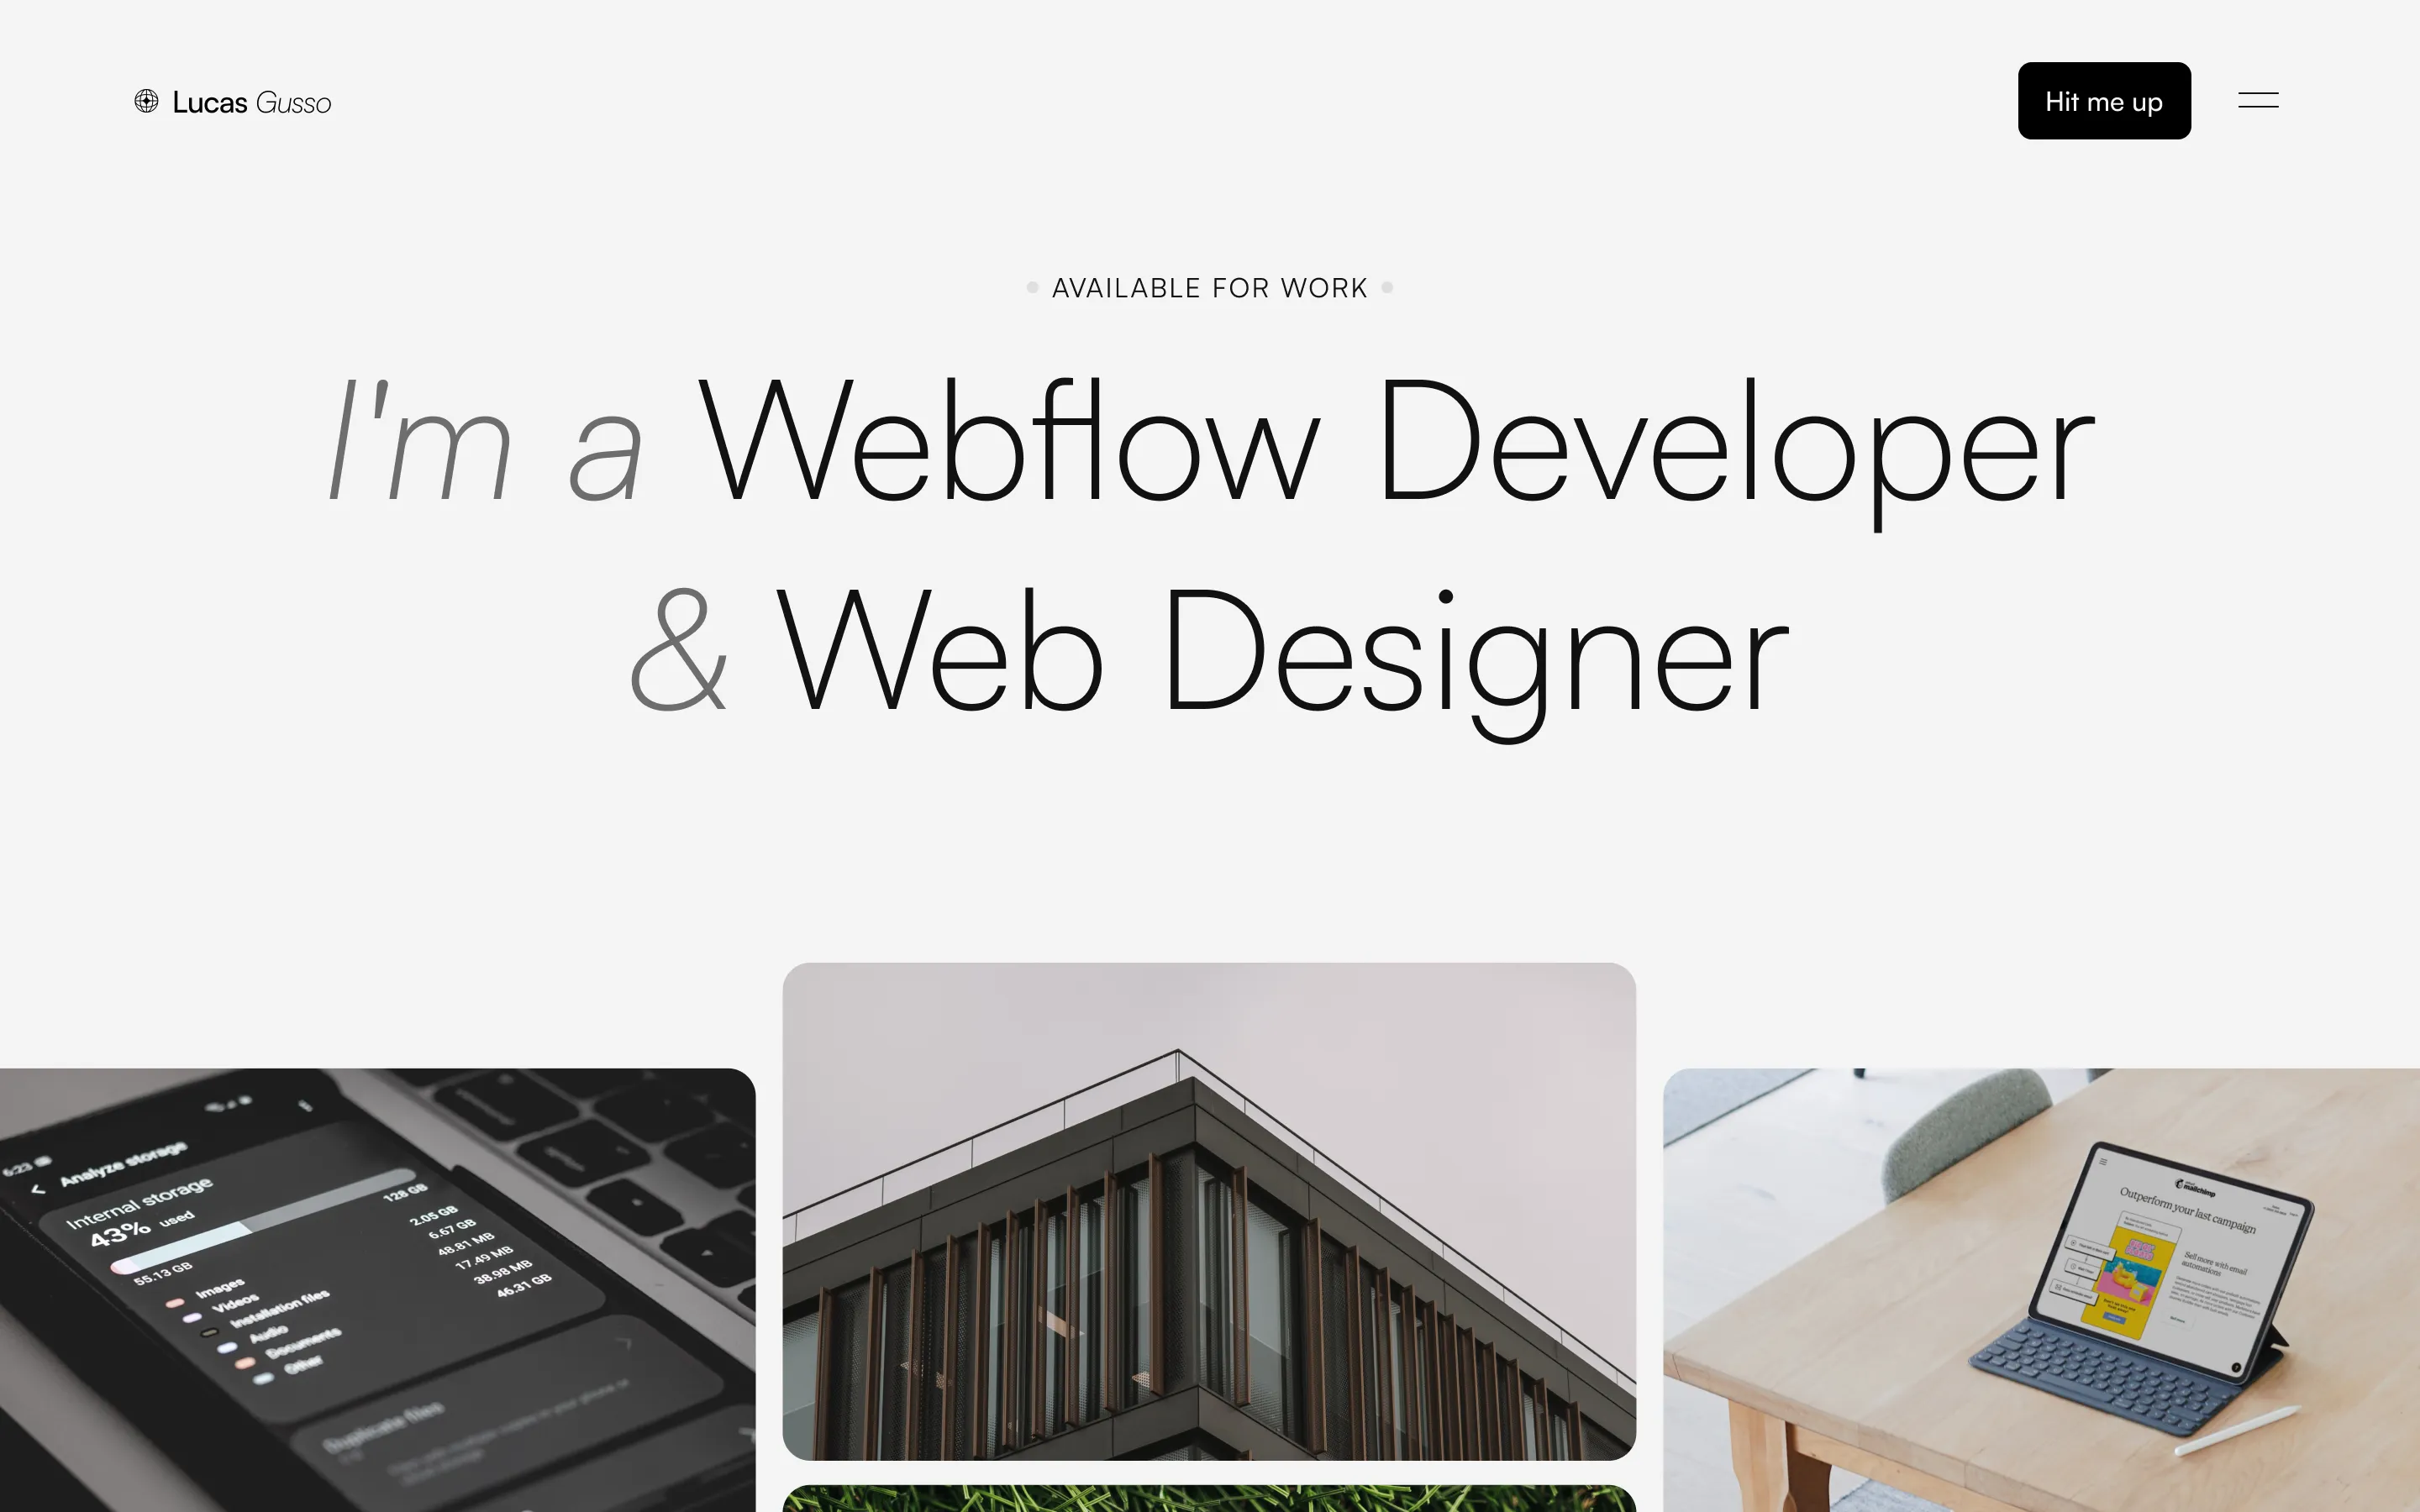 Lucas Gusso
Hit me up
AVAILABLE FOR WORK
I'm a Webflow Developer
& Web Designer
6:23
Analyze storage
Internal storage
43% used
128 GB
55.13 GB
Images 2.05 GB
Videos 6.67 GB
Installation files 48.81 MB
Audio 17.49 MB
Documents 38.98 MB
Other 46.31 GB
Duplicate files
mailchimp
Outperform your last campaign
Sell more with email
automations